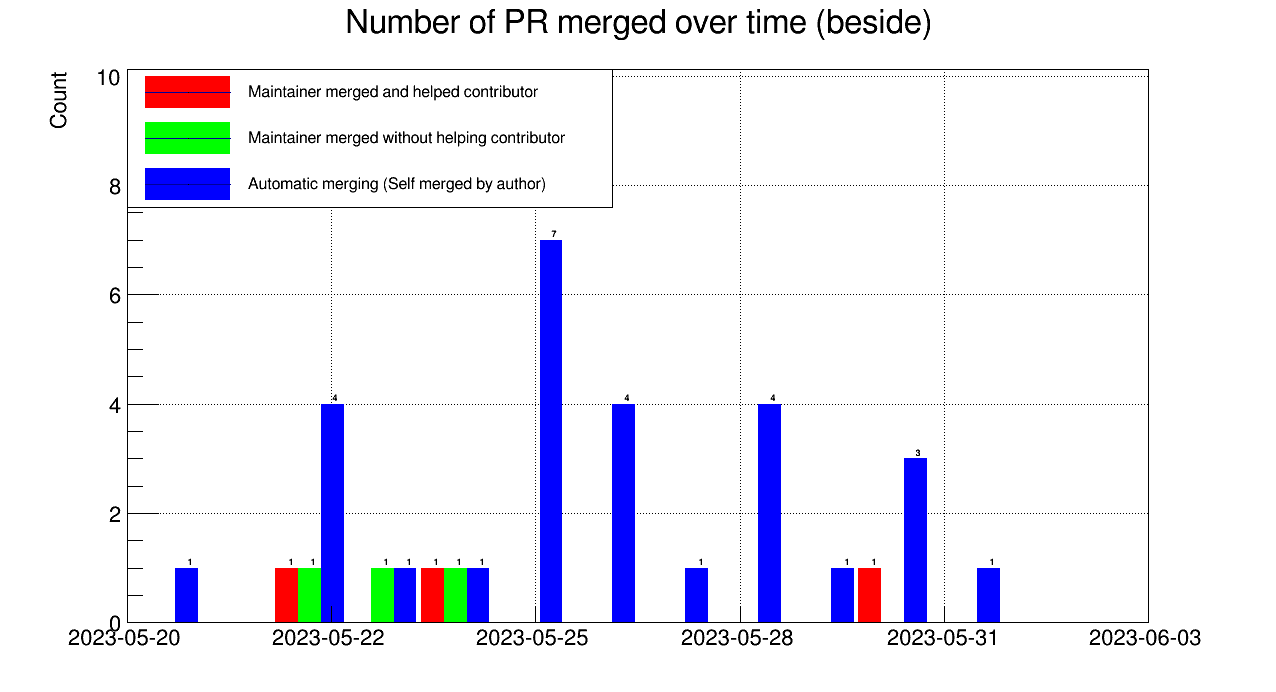 Number of PR merged over time (beside)
Count
10
Maintainer merged and helped contributor
Maintainer merged without helping contributor
8
Automatic merging (Self merged by author)
7
6
4
4 4 4
3
2
1 1 1 1 1 1 1 1 1 1 1 1
0
2023-05-20 2023-05-22 2023-05-25 2023-05-28 2023-05-31 2023-06-03